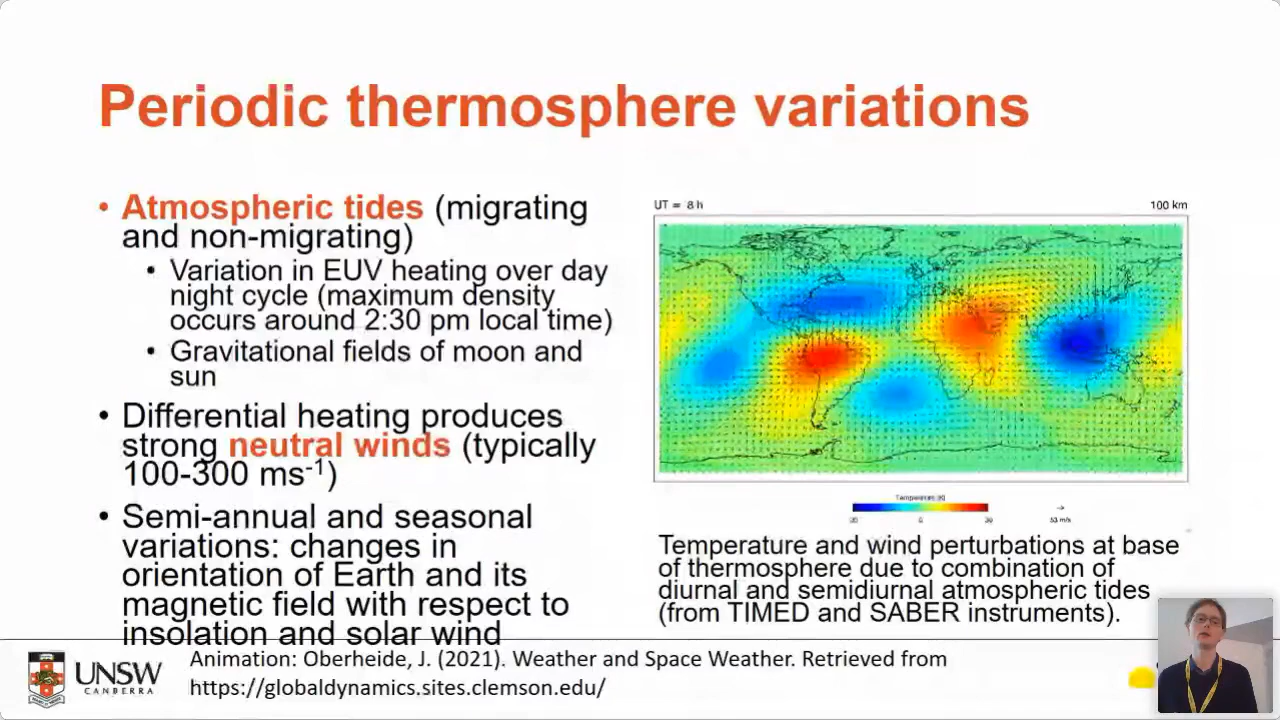 Periodic thermosphere variations
• Atmospheric tides (migrating
and non-migrating)
• Variation in EUV heating over day
night cycle (maximum density
occurs around 2:30 pm local time)
• Gravitational fields of moon and
sun
• Differential heating produces
strong neutral winds (typically
100-300 ms-1)
• Semi-annual and seasonal
variations: changes in
orientation of Earth and its
magnetic field with respect to
insolation and solar wind
UT = 8 h
100 km
0
53 m/s
Temperature and wind perturbations at base
of thermosphere due to combination of
diurnal and semidiurnal atmospheric tides
(from TIMED and SABER instruments).
UNSW
CANBERRA
Animation: Oberheide, J. (2021). Weather and Space Weather. Retrieved from
https://globaldynamics.sites.clemson.edu/